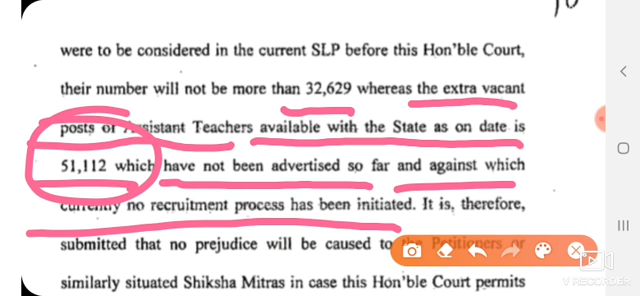 were to be considered in the current SLP before this Hon'ble Court,
their number will not be more than 32,629 whereas the extra vacant
posts of Assistant Teachers available with the State as on date is
51,112 which have not been advertised so far and against which
currently no recruitment process has been initiated. It is, therefore,
submitted that no prejudice will be caused to the Petitioners or
similarly situated Shiksha Mitras in case this Hon'ble Court permits
V RECORDER